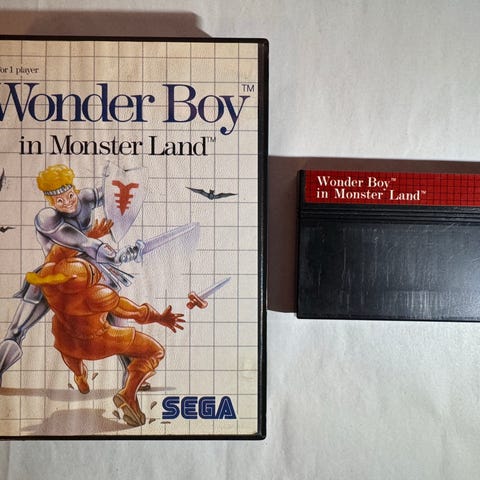 for 1 player
Wonder Boy™
in Monster Land™
SEGA
Wonder Boy™
in Monster Land™